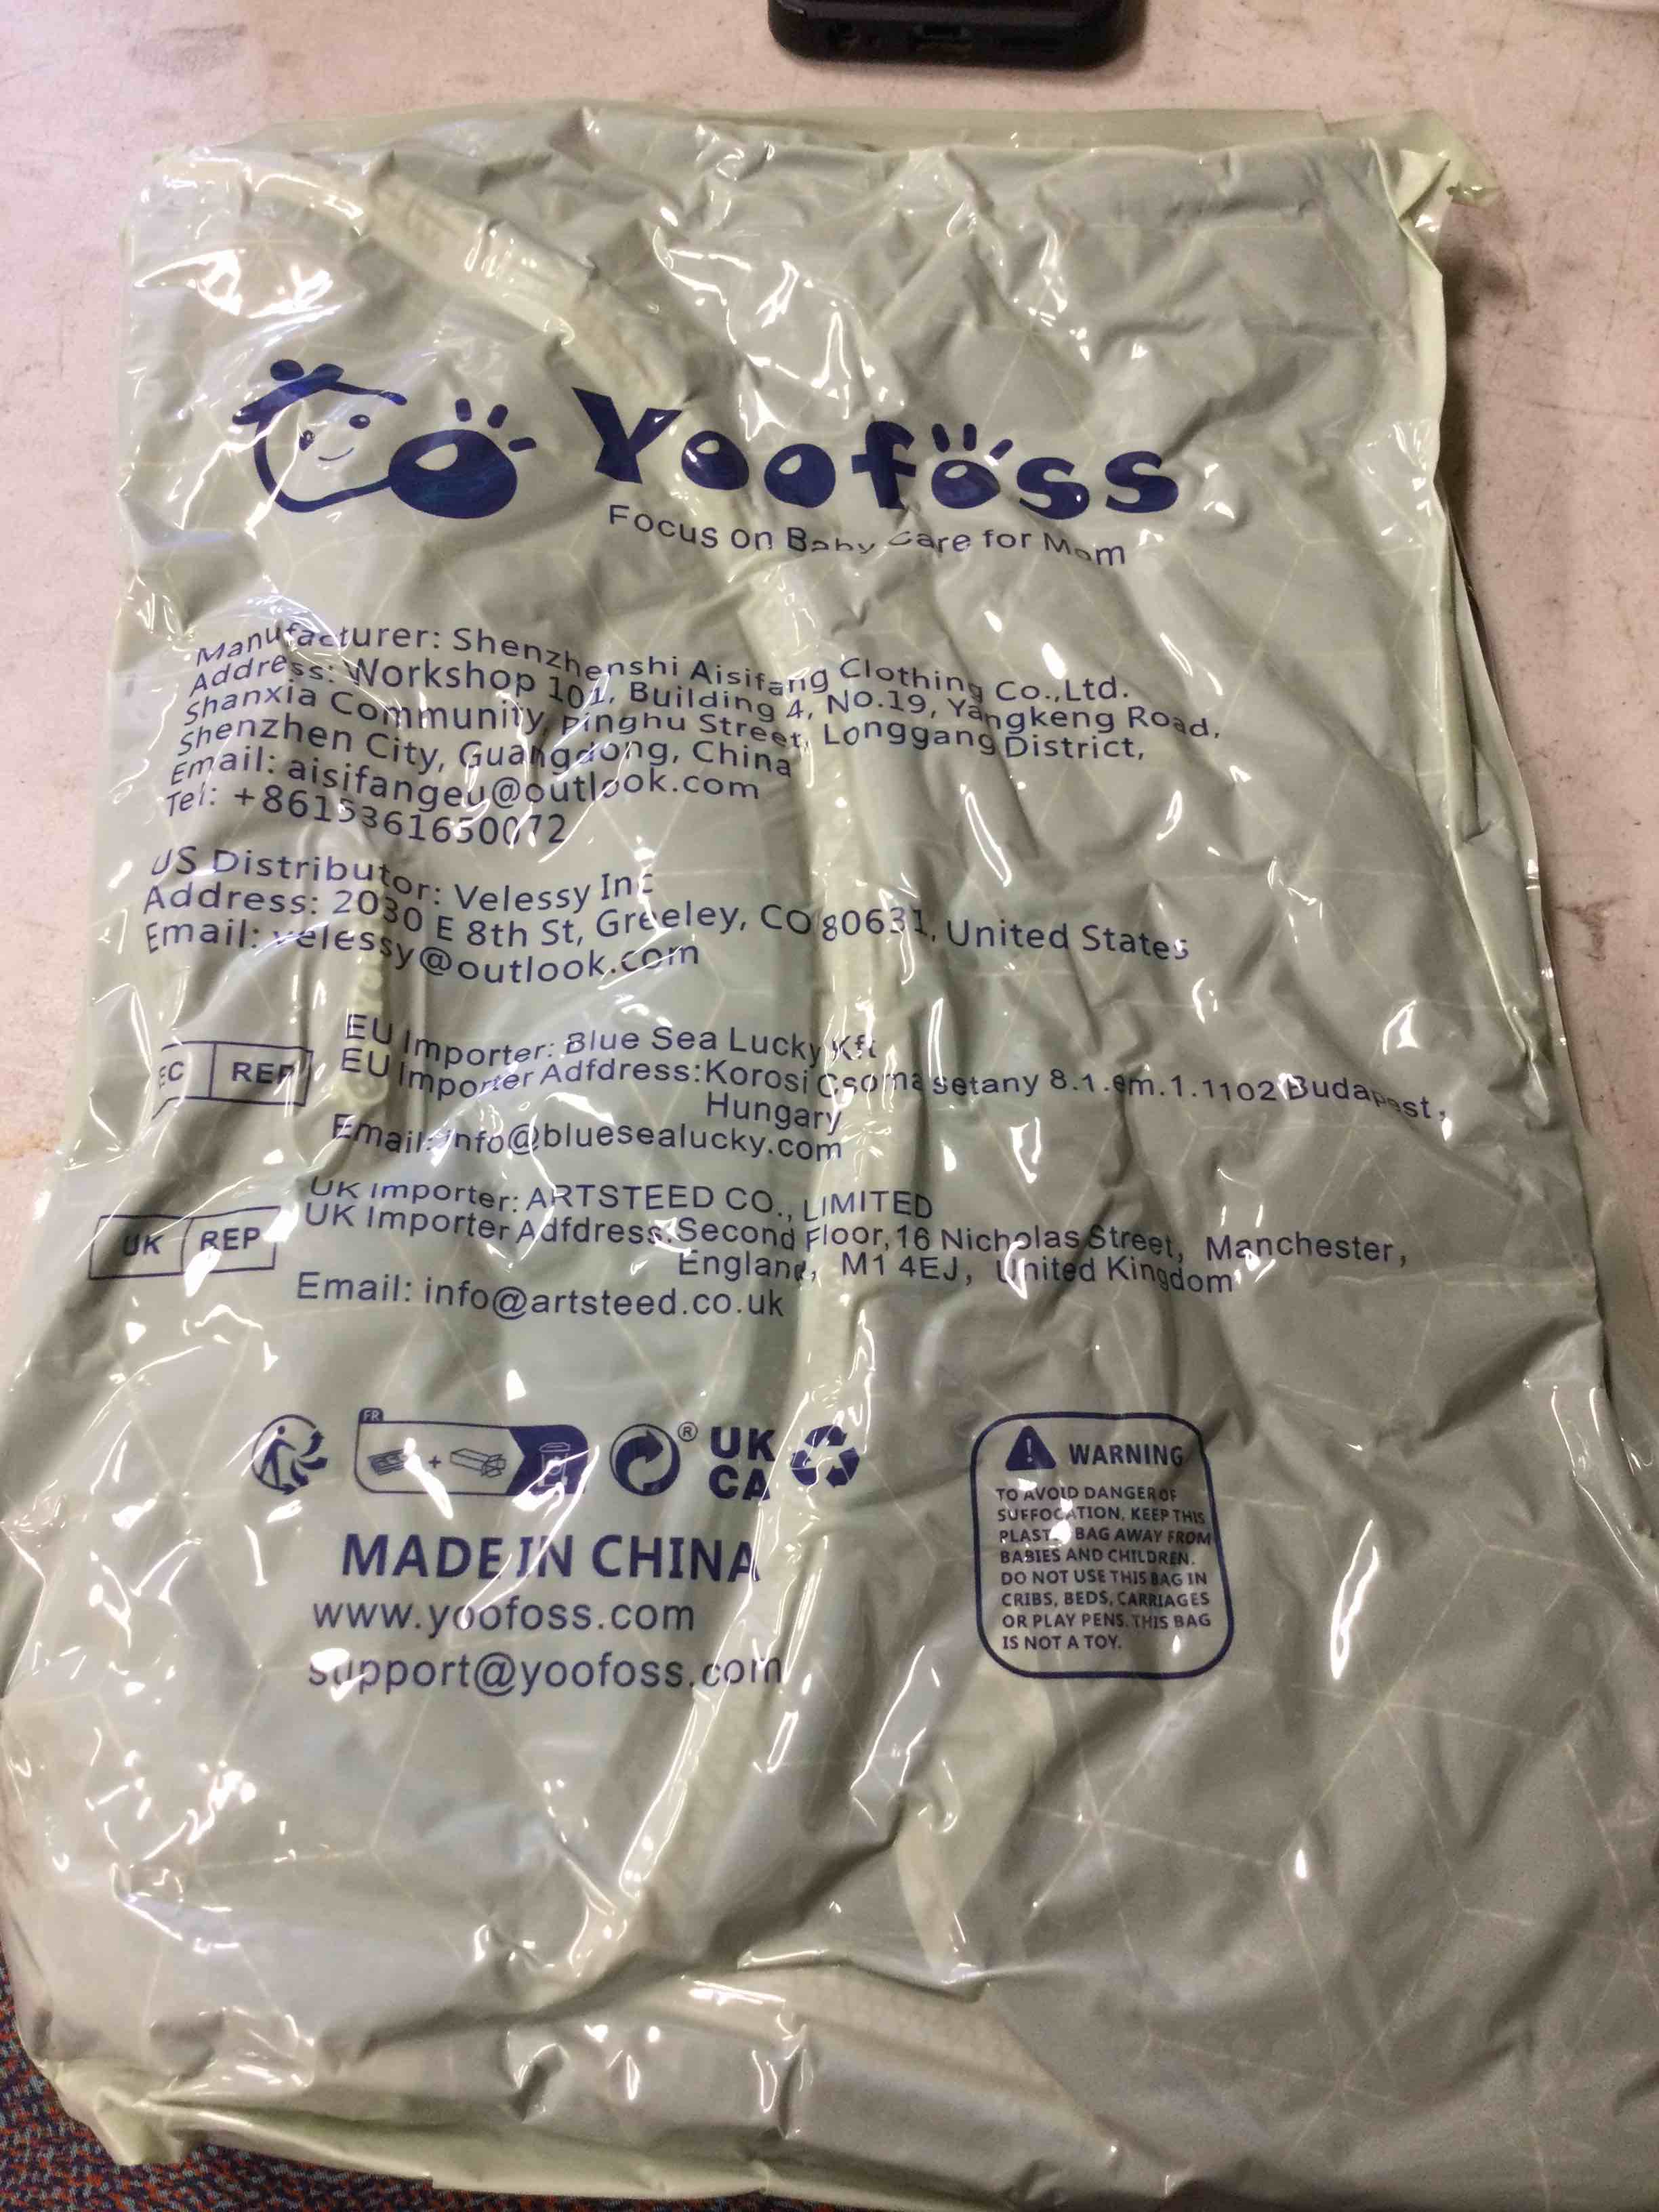 Yoofoss
Focus on Baby Care for Mom
Manufacturer: Shenzhenshi Aisifang Clothing Co.,Ltd.
Address: Workshop 101, Building 4, No.19, Yangkeng Road,
Shanxia Community, Pinghu Street, Longgang District,
Shenzhen City, Guangdong, China
Email: aisifangeu@outlook.com
Tel: +8615361650072
US Distributor: Velessy Inc
Address: 2030 E 8th St, Greeley, CO 80631, United States
Email: velessy@outlook.com
EC REP
EU Importer: Blue Sea Lucky Kft
EU Importer Adfdress:Korosi Csoma setany 8.1.em.1.1102 Budapest,
Hungary
Email: info@bluesealucky.com
UK REP
UK Importer: ARTSTEED CO., LIMITED
UK Importer Adfdress:Second Floor,16 Nicholas Street, Manchester,
England, M1 4EJ, United Kingdom
Email: info@artsteed.co.uk
FR
+
®
UK
CA
MADE IN CHINA
www.yoofoss.com
support@yoofoss.com
! WARNING
TO AVOID DANGER OF
SUFFOCATION, KEEP THIS
PLASTIC BAG AWAY FROM
BABIES AND CHILDREN.
DO NOT USE THIS BAG IN
CRIBS, BEDS, CARRIAGES
OR PLAY PENS. THIS BAG
IS NOT A TOY.